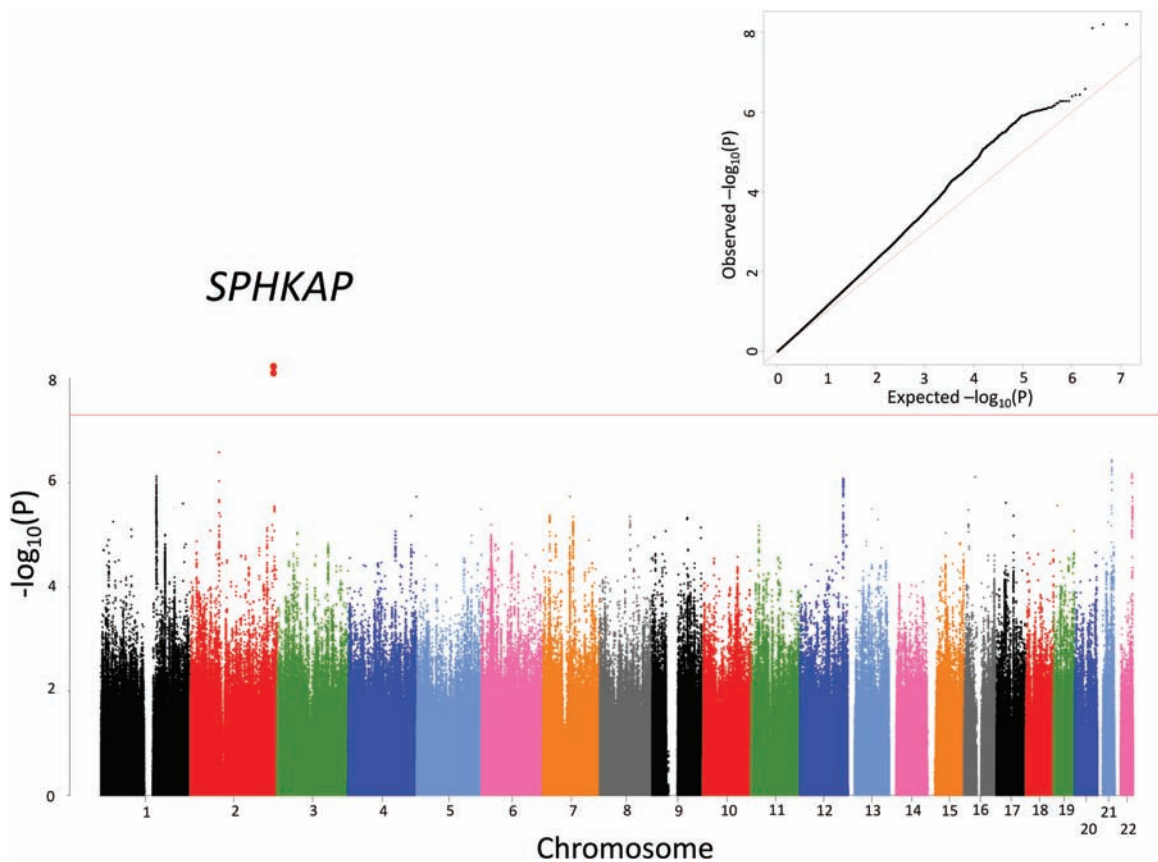 8
6
4
2
0
Observed –log₁₀(P)
0 1 2 3 4 5 6 7
Expected –log₁₀(P)
SPHKAP
8
6
4
2
0
-log₁₀(P)
1 2 3 4 5 6 7 8 9 10 11 12 13 14 15 16 17 18 19 21
20 22
Chromosome